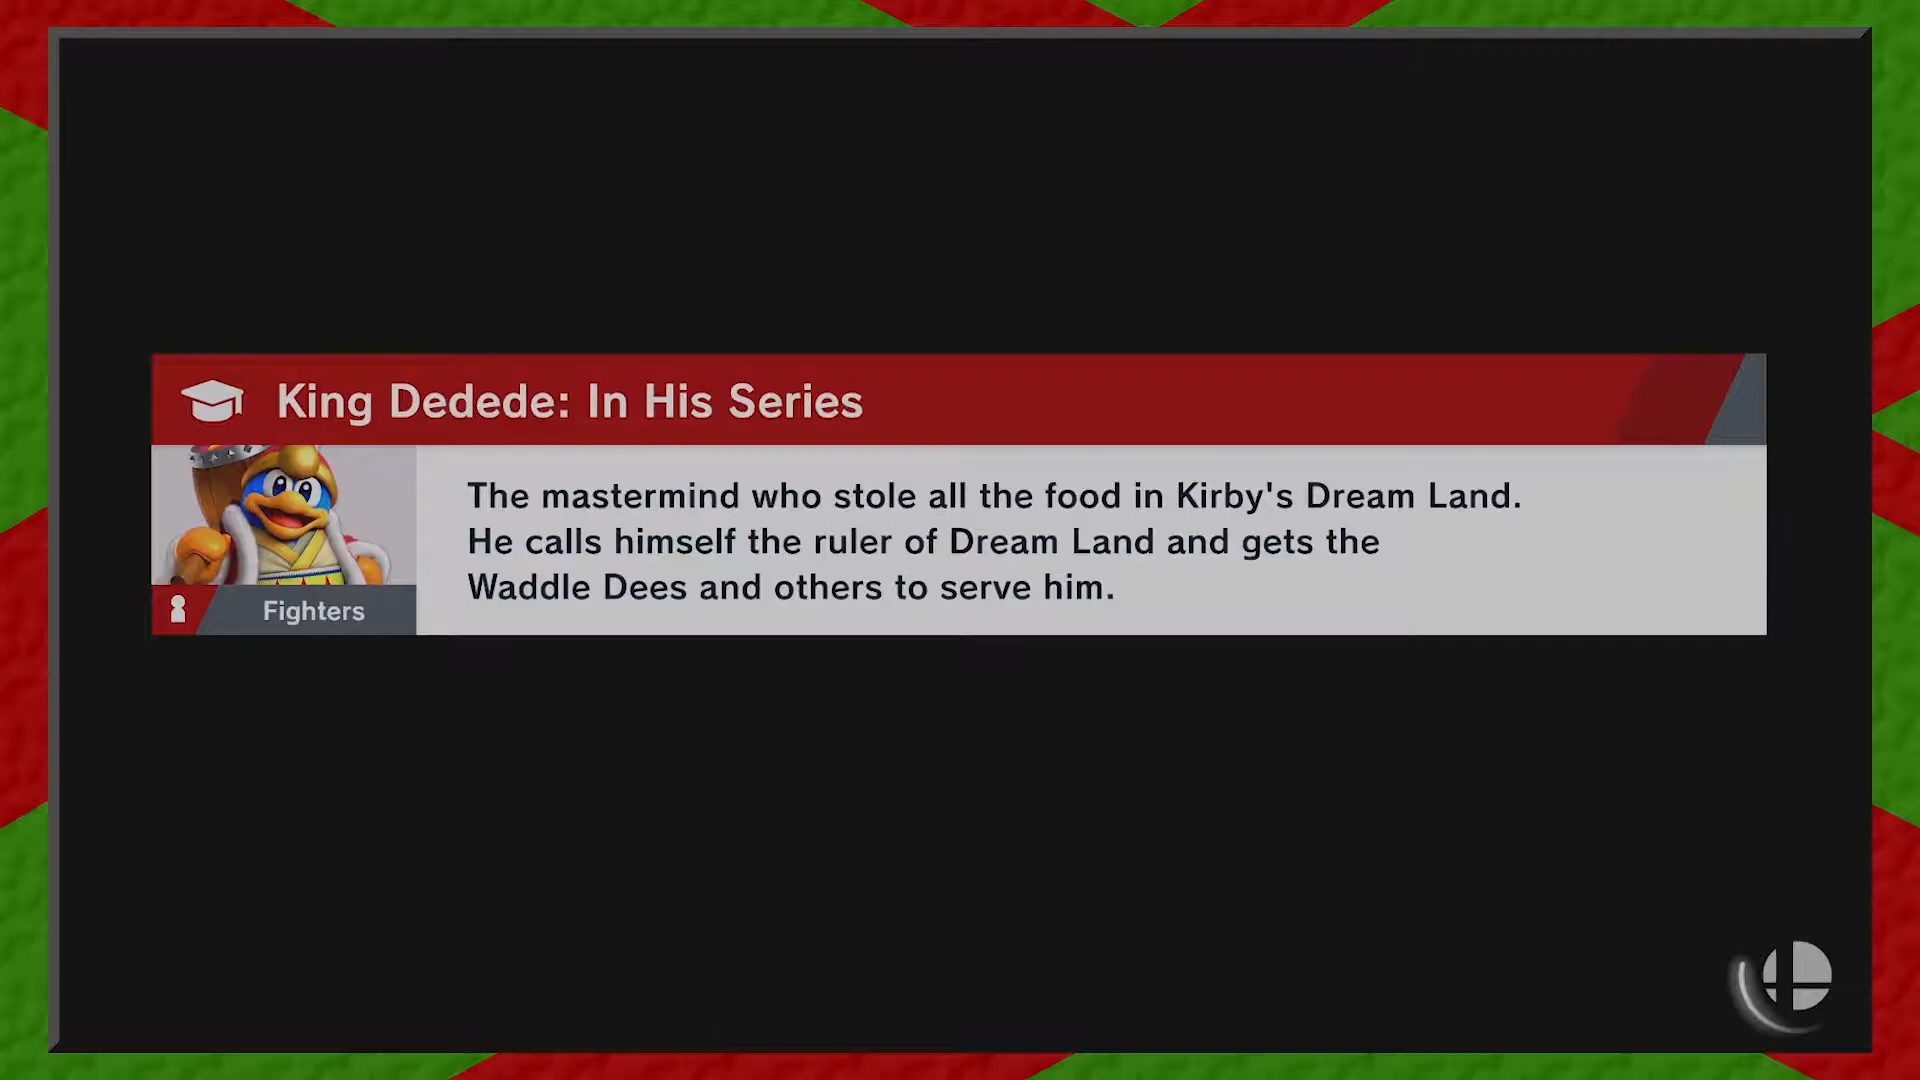 King Dedede: In His Series
The mastermind who stole all the food in Kirby's Dream Land.
He calls himself the ruler of Dream Land and gets the
Waddle Dees and others to serve him.
Fighters